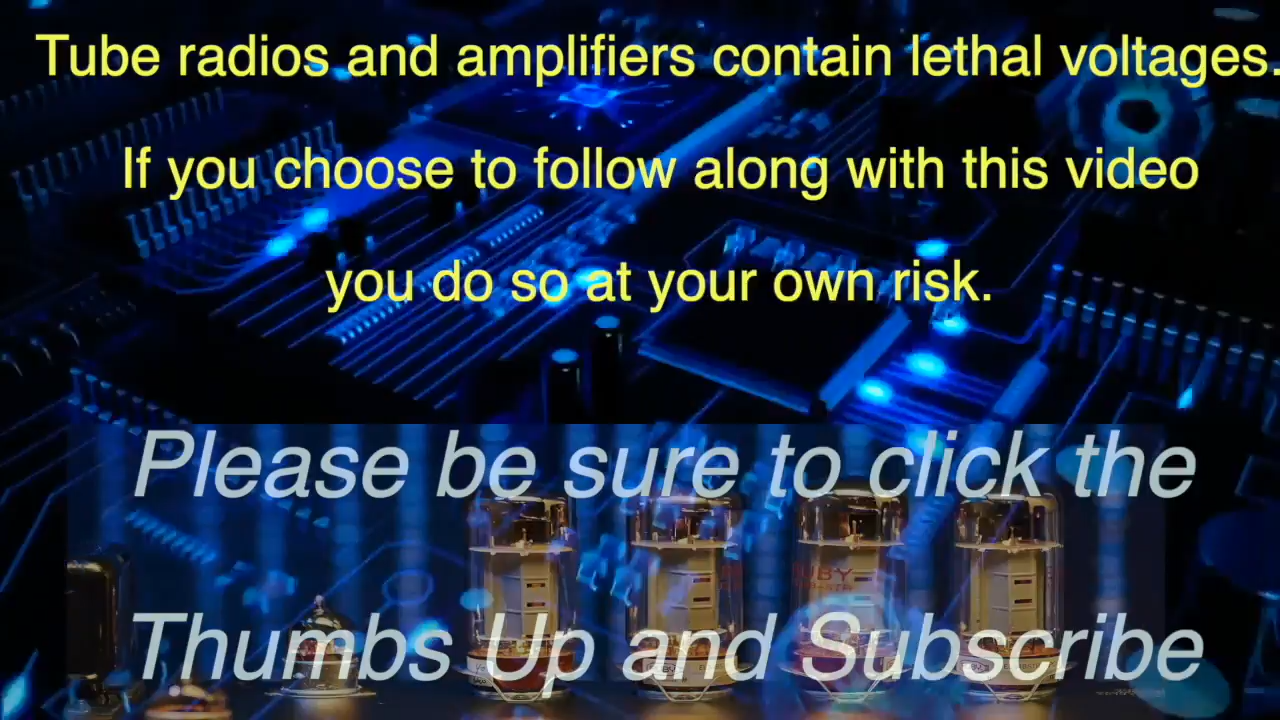 Tube radios and amplifiers contain lethal voltages.
If you choose to follow along with this video
you do so at your own risk.
Please be sure to click the
Thumbs Up and Subscribe